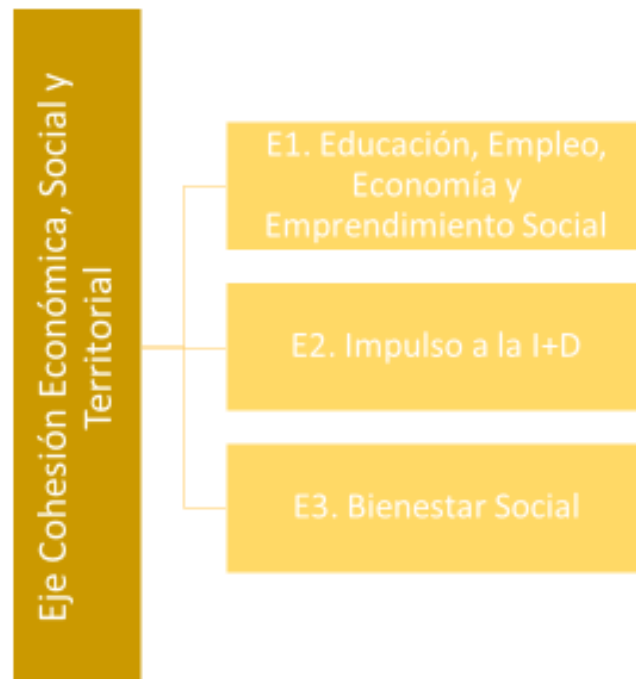 Eje Cohesión Económica, Social y
Territorial
E1. Educación, Empleo,
Economía y
Emprendimiento Social
E2. Impulso a la I+D
E3. Bienestar Social